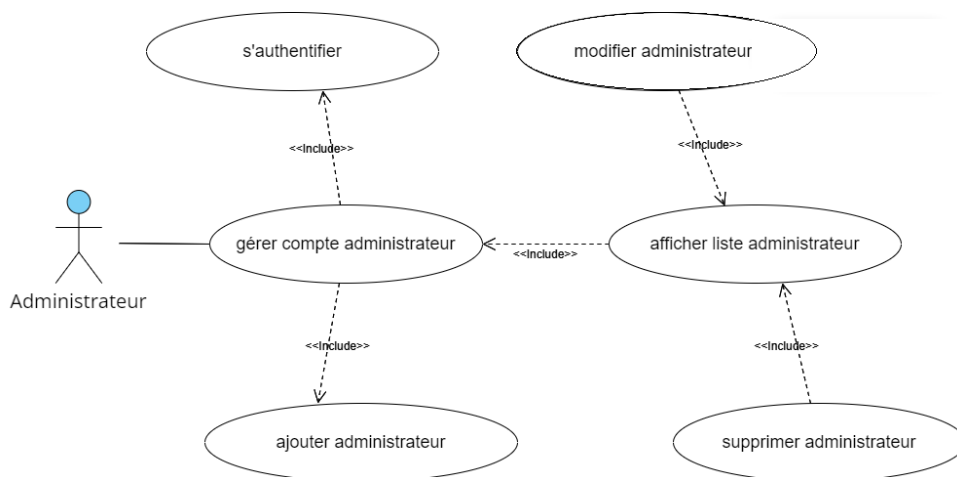 s'authentifier
modifier administrateur
<<Include>>
<<Include>>
gérer compte administrateur
<<Include>>
afficher liste administrateur
Administrateur
<<Include>>
<<Include>>
ajouter administrateur
supprimer administrateur